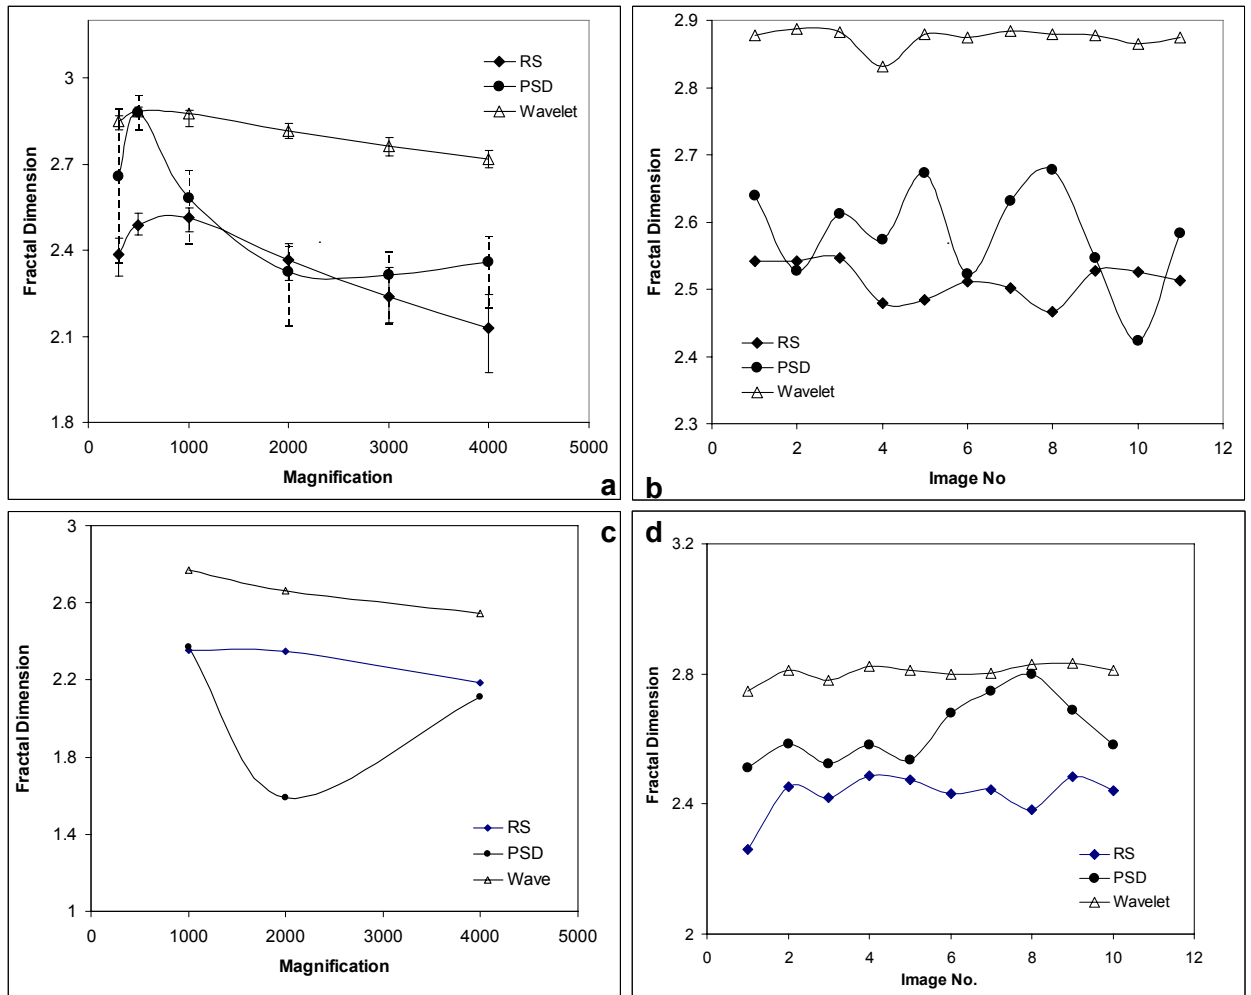 3
2.7
2.4
2.1
1.8
0 1000 2000 3000 4000 5000
Fractal Dimension
Magnification
RS
PSD
Wavelet
a
2.9
2.8
2.7
2.6
2.5
2.4
2.3
0 2 4 6 8 10 12
Fractal Dimension
Image No
RS
PSD
Wavelet
b
3
2.6
2.2
1.8
1.4
1
0 1000 2000 3000 4000 5000
Fractal Dimension
Magnification
RS
PSD
Wave
c
d
3.2
2.8
2.4
2
0 2 4 6 8 10 12
Fractal Dimension
Image No.
RS
PSD
Wavelet